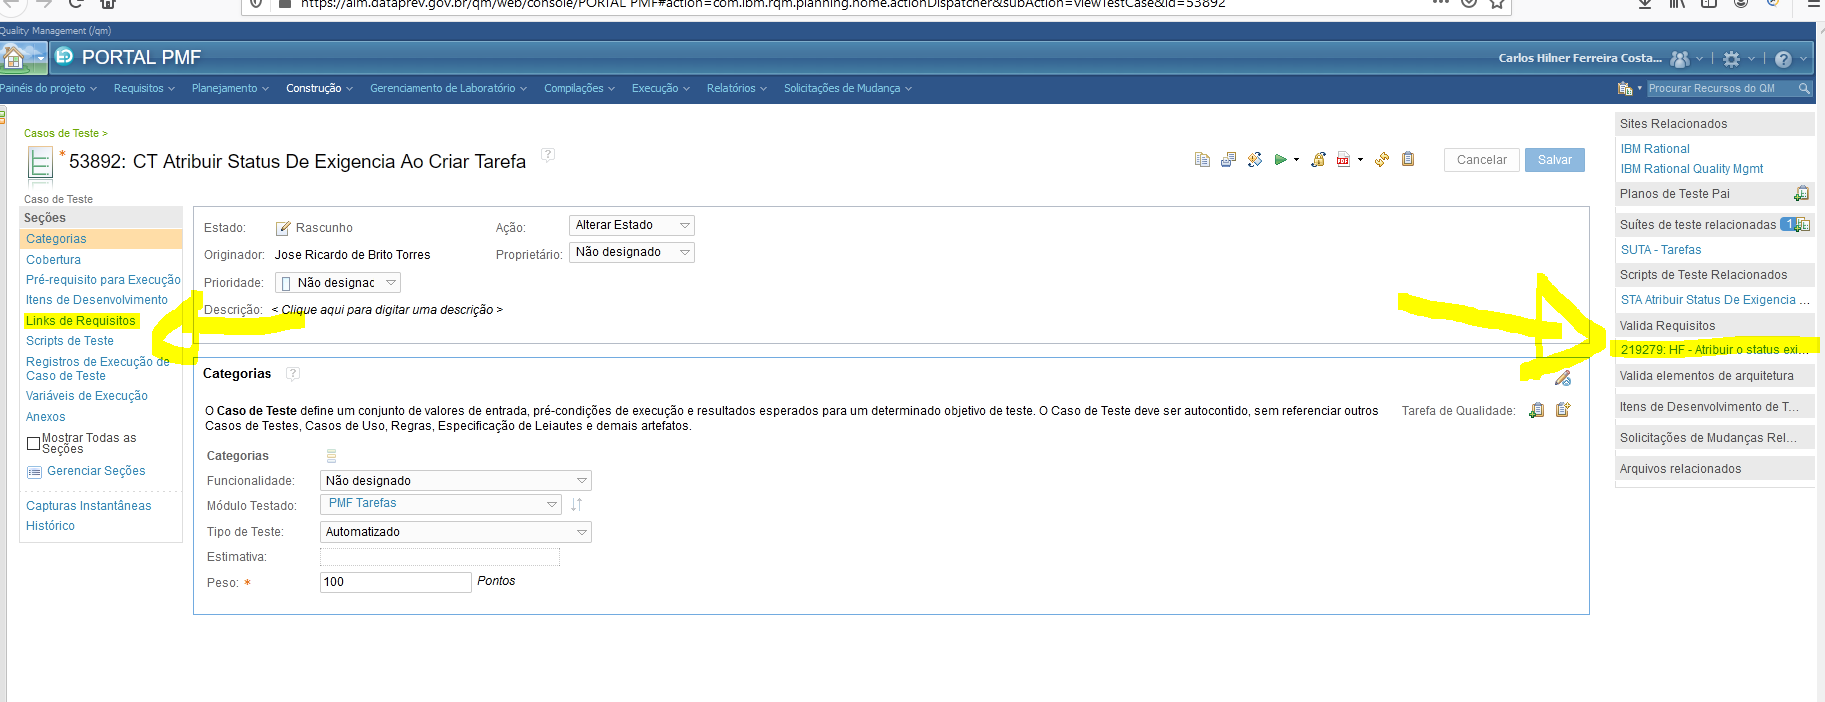 https://alm.dataprev.gov.br/qm/web/console/PORTAL PMF#action=com.ibm.rqm.planning.home.actionDispatcher&subAction=viewTestCase&id=53892
Quality Management (/qm)
PORTAL PMF
Carlos Hilner Ferreira Costa...
Painéis do projeto
Requisitos
Planejamento
Construção
Gerenciamento de Laboratório
Compilações
Execução
Relatórios
Solicitações de Mudança
Procurar Recursos do QM
Casos de Teste >
* 53892: CT Atribuir Status De Exigencia Ao Criar Tarefa
Cancelar
Salvar
Caso de Teste
Seções
Categorias
Cobertura
Pré-requisito para Execução
Itens de Desenvolvimento
Links de Requisitos
Scripts de Teste
Registros de Execução de
Caso de Teste
Variáveis de Execução
Anexos
Mostrar Todas as
Seções
Gerenciar Seções
Capturas Instantâneas
Histórico
Estado: Rascunho
Ação: Alterar Estado
Originador: Jose Ricardo de Brito Torres
Proprietário: Não designado
Prioridade: Não designac
Descrição: < Clique aqui para digitar uma descrição >
Categorias
O Caso de Teste define um conjunto de valores de entrada, pré-condições de execução e resultados esperados para um determinado objetivo de teste. O Caso de Teste deve ser autocontido, sem referenciar outros
Casos de Testes, Casos de Uso, Regras, Especificação de Leiautes e demais artefatos.
Tarefa de Qualidade:
Categorias
Funcionalidade: Não designado
Módulo Testado: PMF Tarefas
Tipo de Teste: Automatizado
Estimativa:
Peso: * 100 Pontos
Sites Relacionados
IBM Rational
IBM Rational Quality Mgmt
Planos de Teste Pai
Suítes de teste relacionadas 1
SUTA - Tarefas
Scripts de Teste Relacionados
STA Atribuir Status De Exigencia ...
Valida Requisitos
219279: HF - Atribuir o status exi...
Valida elementos de arquitetura
Itens de Desenvolvimento de T...
Solicitações de Mudanças Rel...
Arquivos relacionados